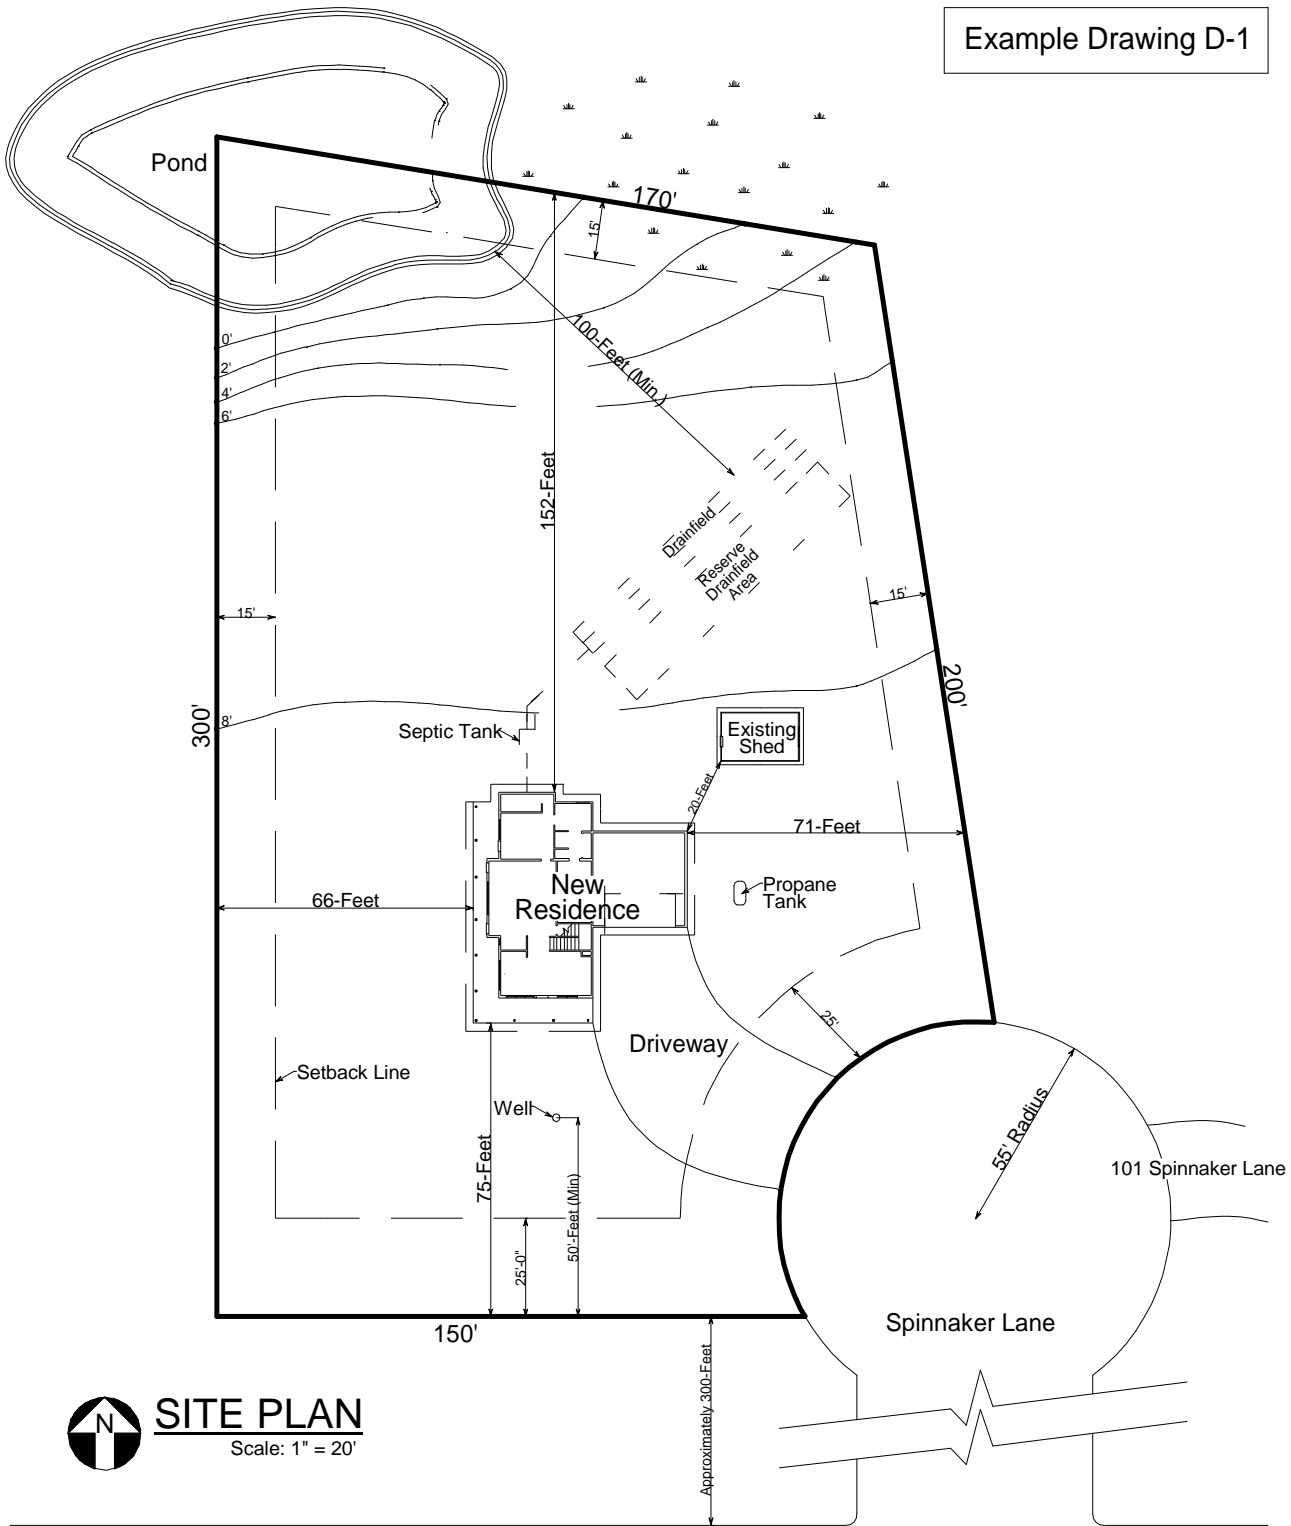 Example Drawing D-1
Pond
170'
15'
0'
2'
4'
6'
100-Feet (Min.)
152-Feet
Drainfield
Reserve
Drainfield
Area
15'
15'
200'
300'
8'
Septic Tank
Existing
Shed
20-Feet
71-Feet
66-Feet
New
Residence
Propane
Tank
25'
Driveway
Setback Line
Well
55' Radius
75-Feet
50'-Feet (Min)
25'-0"
101 Spinnaker Lane
Spinnaker Lane
150'
Approximately 300-Feet
N
SITE PLAN
Scale: 1" = 20'